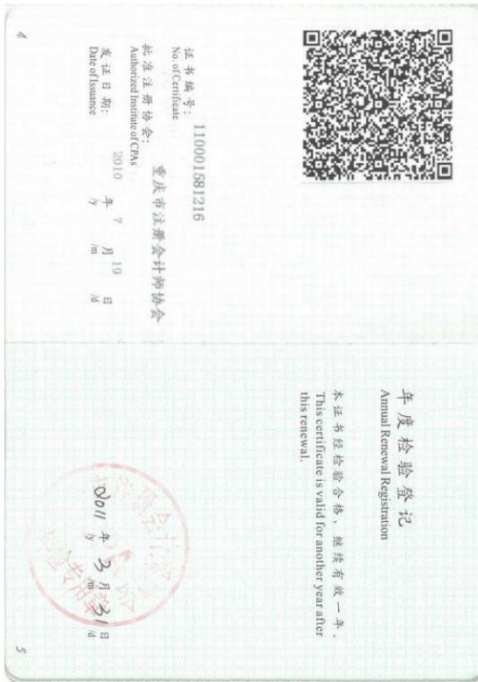 证书编号：
No. of Certificate
110001581216
批准注册协会：
Authorized Institute of CPAs
重庆市注册会计师协会
发证日期：
Date of Issuance
2010 年 7 月 19 日
/y /m /d
4
年度检验登记
Annual Renewal Registration
本证书经检验合格，继续有效一年。
This certificate is valid for another year after
this renewal.
2011 年 3 月 31 日
/y /m /d
5